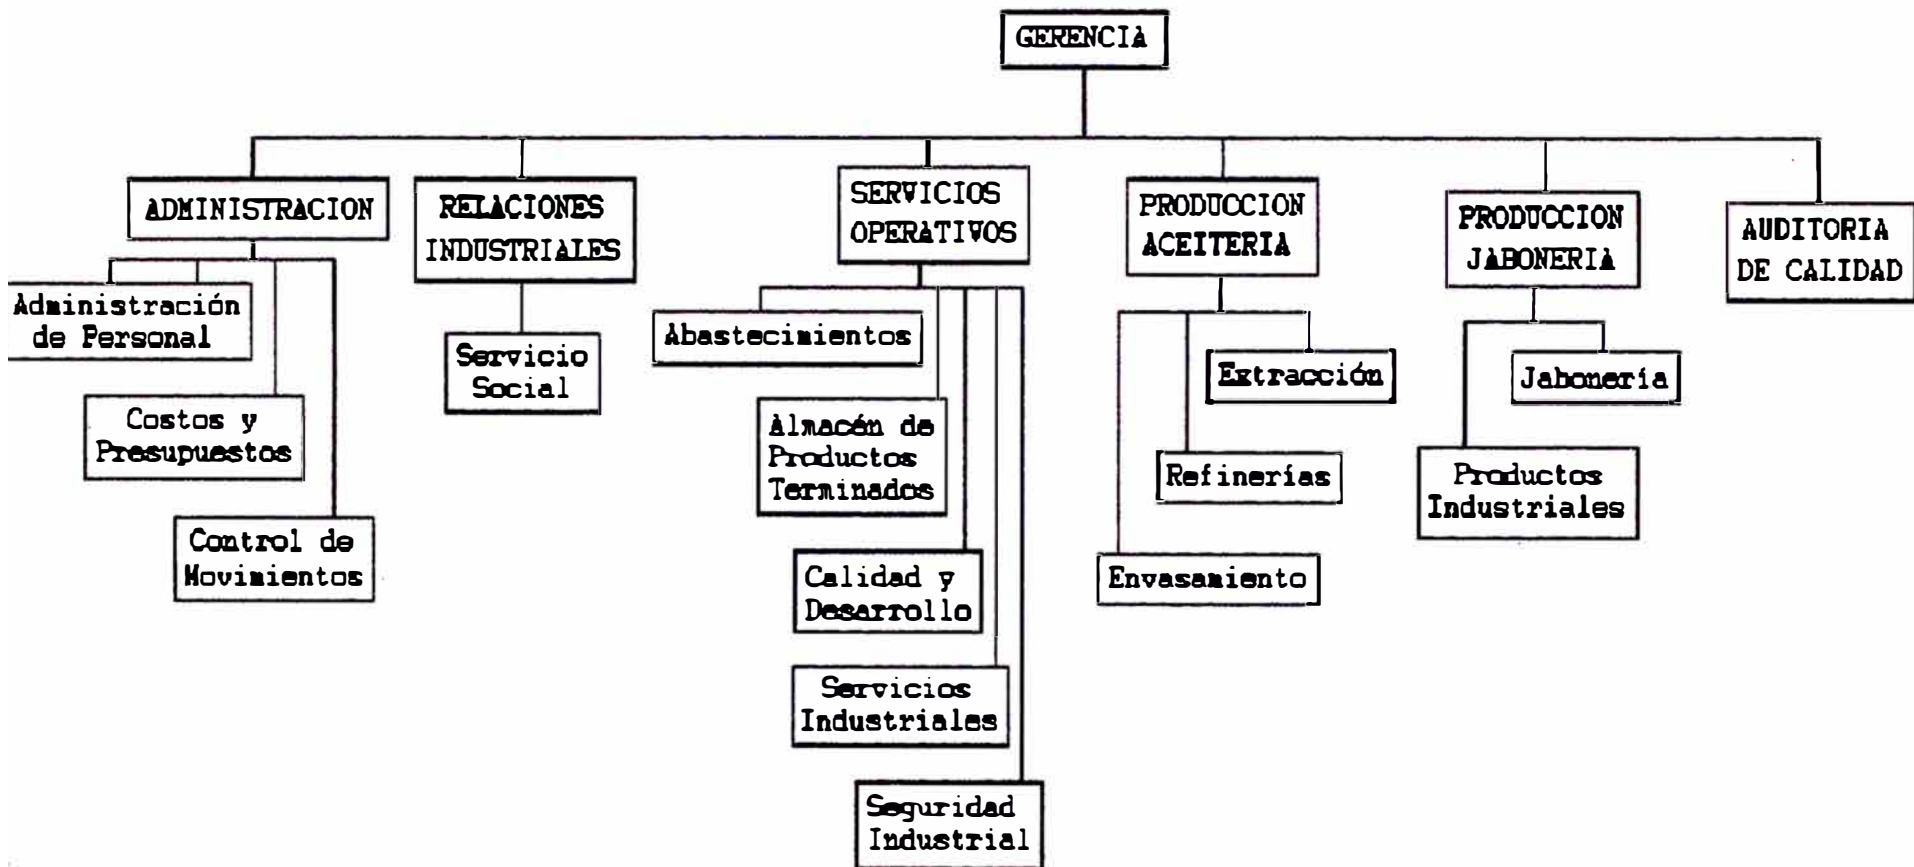 GERENCIA
ADMINISTRACION
RELACIONES
INDUSTRIALES
SERVICIOS
OPERATIVOS
PRODUCCION
ACEITERIA
PRODUCCION
JABONERIA
AUDITORIA
DE CALIDAD
Administración
de Personal
Costos y
Presupuestos
Control de
Movimientos
Servicio
Social
Abastecimientos
Almacén de
Productos
Terminados
Calidad y
Desarrollo
Servicios
Industriales
Seguridad
Industrial
Extracción
Refinerías
Envasamiento
Jabonería
Productos
Industriales